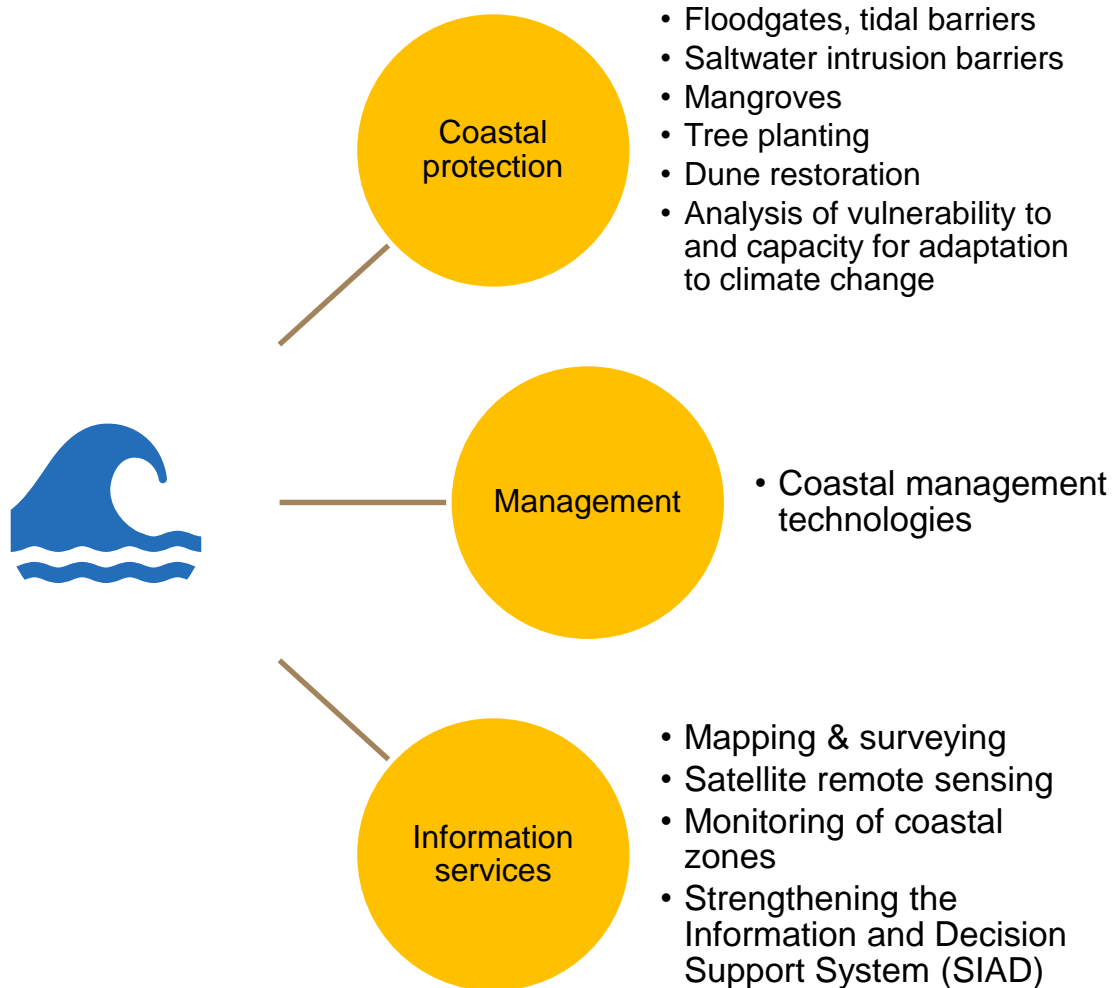 Coastal
protection
• Floodgates, tidal barriers
• Saltwater intrusion barriers
• Mangroves
• Tree planting
• Dune restoration
• Analysis of vulnerability to
and capacity for adaptation
to climate change
Management
• Coastal management
technologies
Information
services
• Mapping & surveying
• Satellite remote sensing
• Monitoring of coastal
zones
• Strengthening the
Information and Decision
Support System (SIAD)